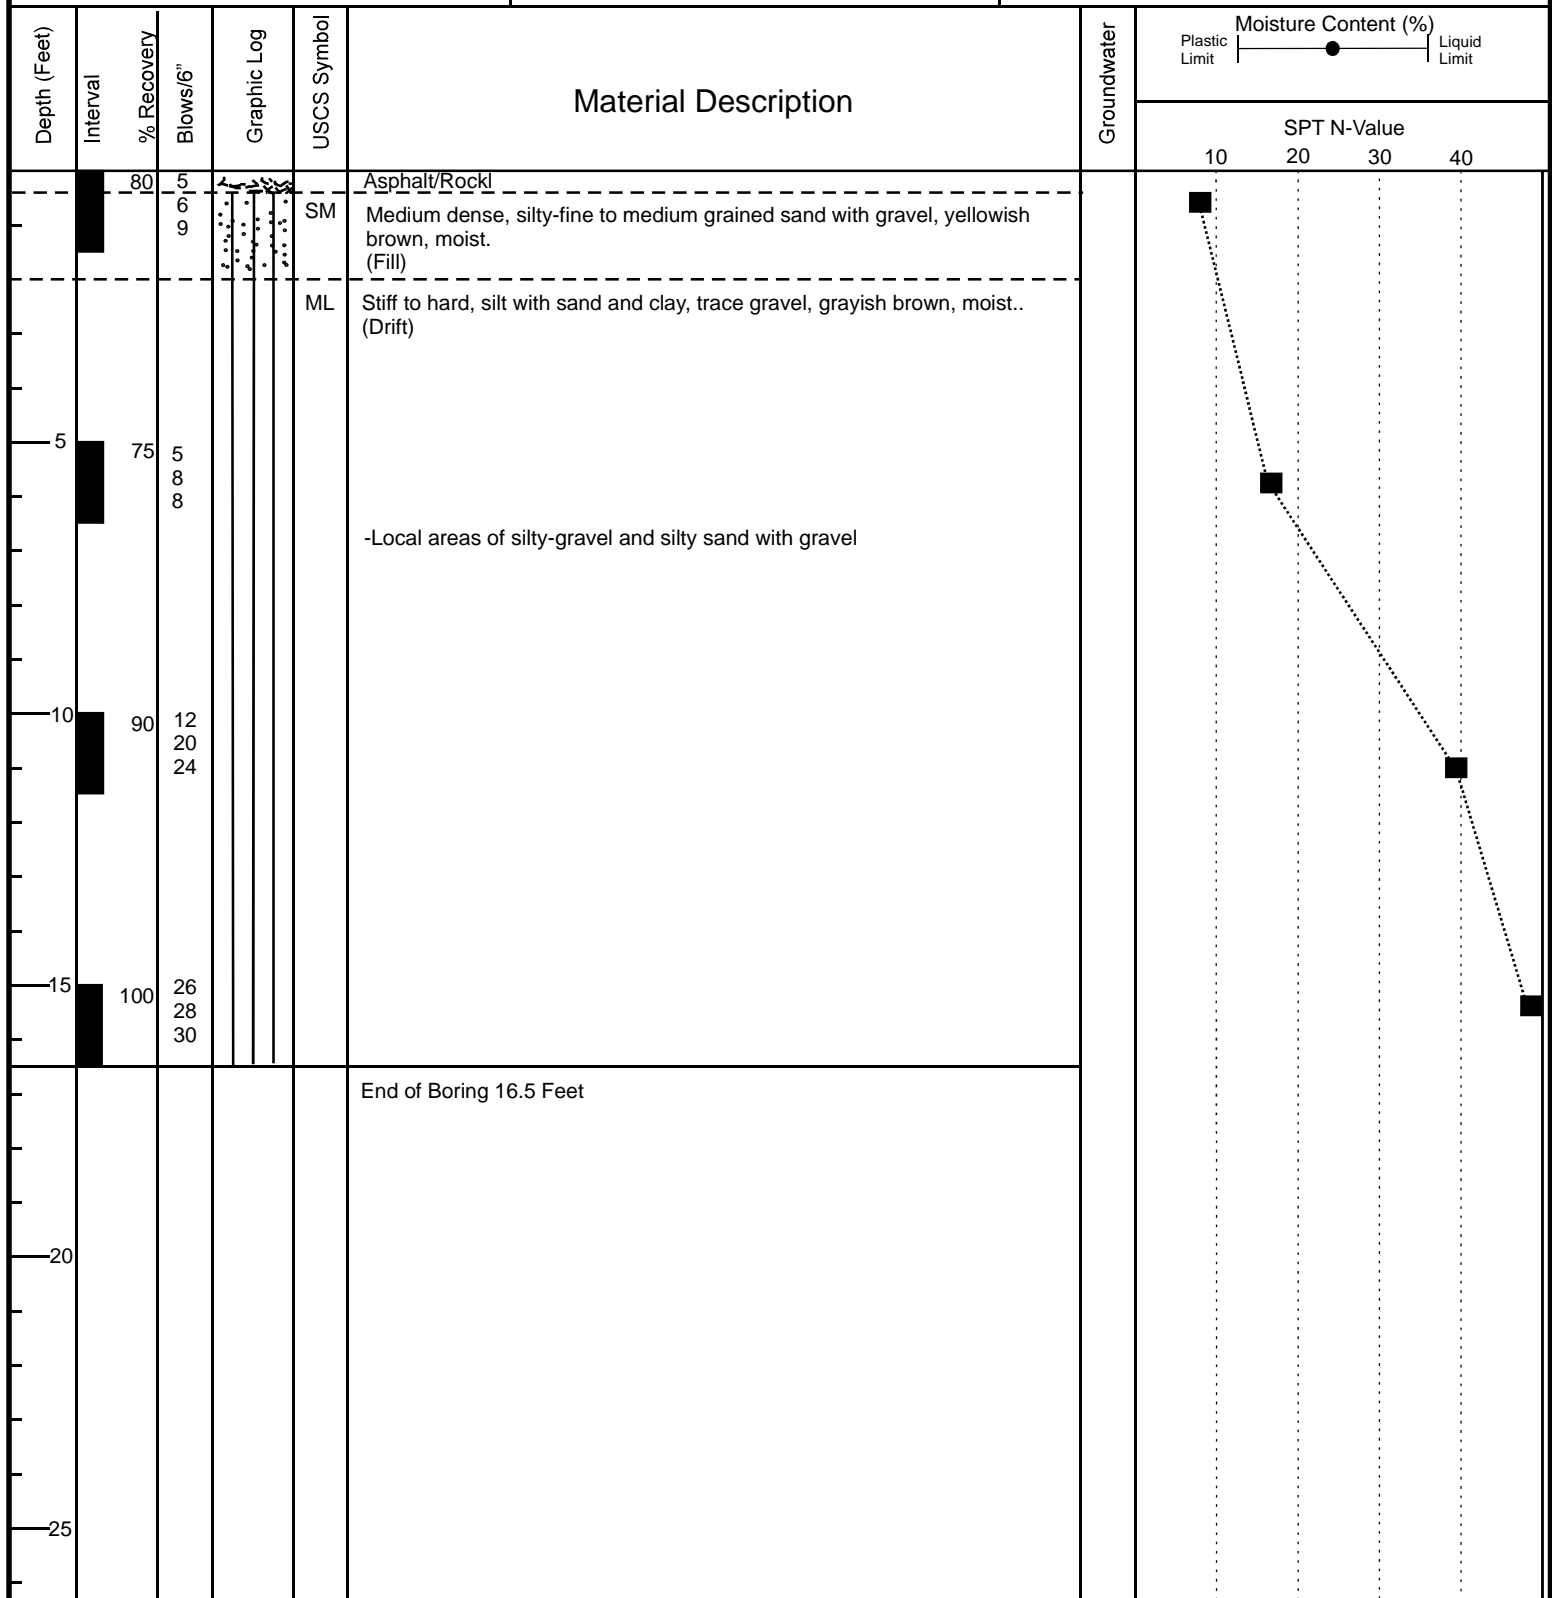 Depth (Feet)
Interval
% Recovery
Blows/6"
Graphic Log
USCS Symbol
Material Description
Groundwater
Moisture Content (%)
Plastic
Limit
Liquid
Limit
SPT N-Value
10 20 30 40
80 5
6
9
Asphalt/Rockl
SM
Medium dense, silty-fine to medium grained sand with gravel, yellowish
brown, moist.
(Fill)
ML
Stiff to hard, silt with sand and clay, trace gravel, grayish brown, moist..
(Drift)
5
75 5
8
8
-Local areas of silty-gravel and silty sand with gravel
10
90 12
20
24
15
100 26
28
30
End of Boring 16.5 Feet
20
25